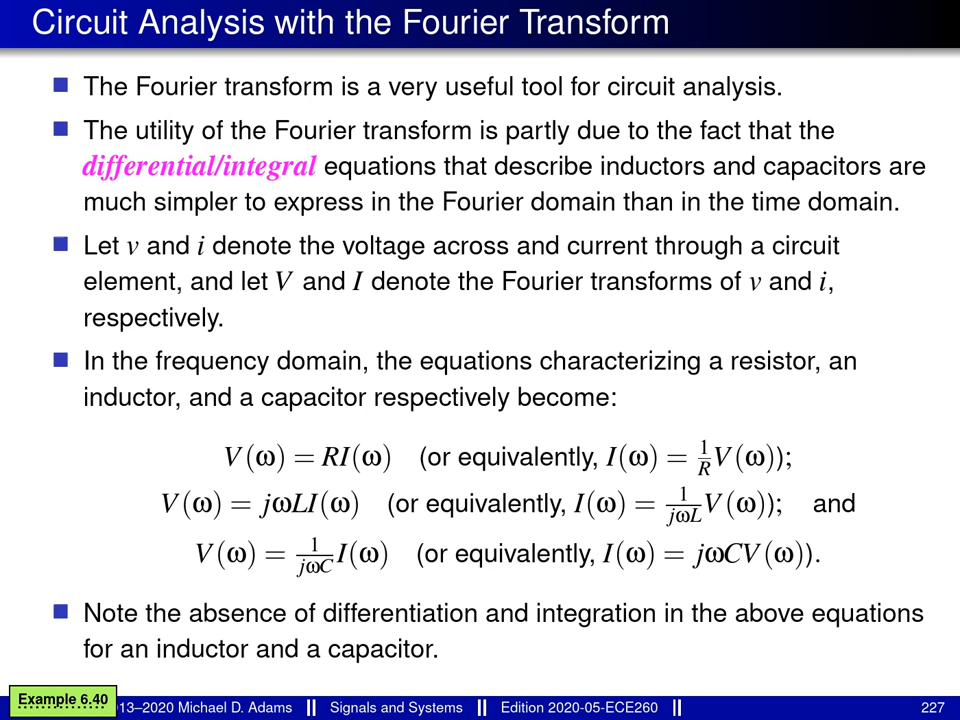 Circuit Analysis with the Fourier Transform
The Fourier transform is a very useful tool for circuit analysis.
The utility of the Fourier transform is partly due to the fact that the
differential/integral equations that describe inductors and capacitors are
much simpler to express in the Fourier domain than in the time domain.
Let v and i denote the voltage across and current through a circuit
element, and let V and I denote the Fourier transforms of v and i,
respectively.
In the frequency domain, the equations characterizing a resistor, an
inductor, and a capacitor respectively become:
V(ω) = RI(ω) (or equivalently, I(ω) = 1/R V(ω));
V(ω) = jωLI(ω) (or equivalently, I(ω) = 1/jωL V(ω)); and
V(ω) = 1/jωC I(ω) (or equivalently, I(ω) = jωCV(ω)).
Note the absence of differentiation and integration in the above equations
for an inductor and a capacitor.
Example 6.40
13–2020 Michael D. Adams Signals and Systems Edition 2020-05-ECE260 227